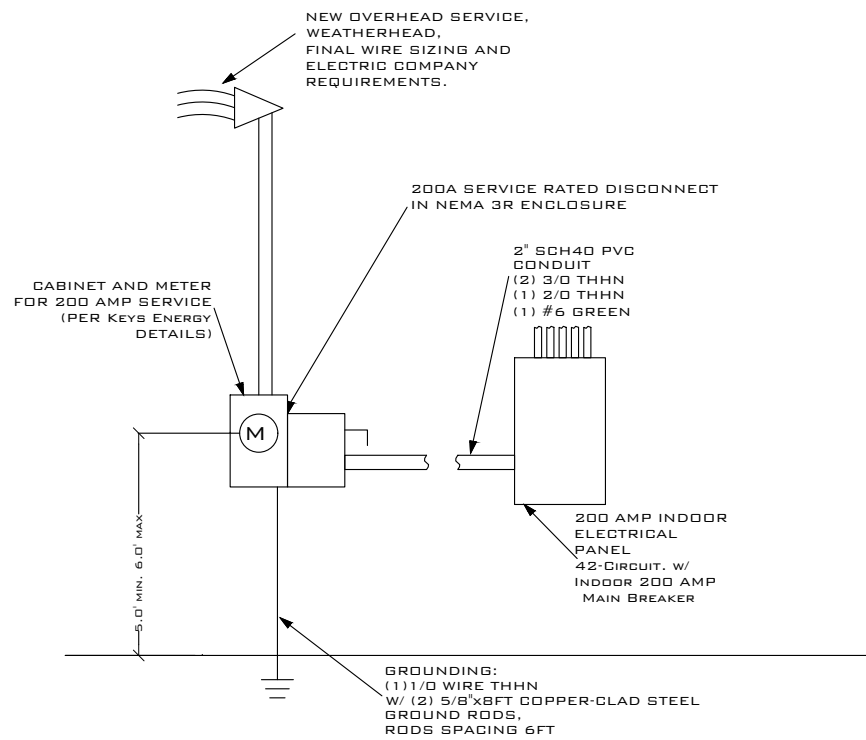 NEW OVERHEAD SERVICE,
WEATHERHEAD,
FINAL WIRE SIZING AND
ELECTRIC COMPANY
REQUIREMENTS.
200A SERVICE RATED DISCONNECT
IN NEMA 3R ENCLOSURE
2" SCH40 PVC
CONDUIT
(2) 3/0 THHN
(1) 2/0 THHN
(1) #6 GREEN
CABINET AND METER
FOR 200 AMP SERVICE
(PER KEYS ENERGY
DETAILS)
M
5.0' MIN. 6.0' MAX
200 AMP INDOOR
ELECTRICAL
PANEL
42-CIRCUIT. W/
INDOOR 200 AMP
MAIN BREAKER
GROUNDING:
(1)1/0 WIRE THHN
W/ (2) 5/8"X8FT COPPER-CLAD STEEL
GROUND RODS,
RODS SPACING 6FT